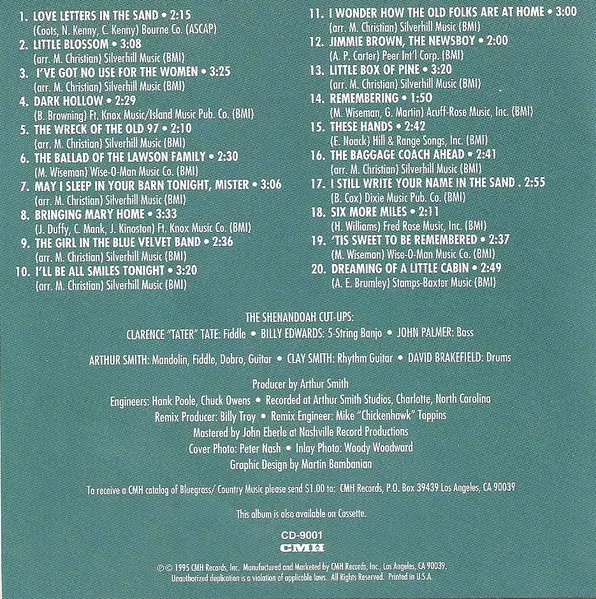 1. LOVE LETTERS IN THE SAND • 2:15
(Coots, N. Kenny, C. Kenny) Bourne Co. (ASCAP)
2. LITTLE BLOSSOM • 3:08
(arr. M. Christian) Silverhill Music (BMI)
3. I'VE GOT NO USE FOR THE WOMEN • 3:25
(arr. M. Christian) Silverhill Music (BMI)
4. DARK HOLLOW • 2:29
(B. Browning) Ft. Knox Music/Island Music Pub. Co. (BMI)
5. THE WRECK OF THE OLD 97 • 2:10
(arr. M. Christian) Silverhill Music (BMI)
6. THE BALLAD OF THE LAWSON FAMILY • 2:30
(M. Wiseman) Wise-O-Man Music Co. (BMI)
7. MAY I SLEEP IN YOUR BARN TONIGHT, MISTER • 3:06
(arr. M. Christian) Silverhill Music (BMI)
8. BRINGING MARY HOME • 3:33
(J. Duffy, C. Mank, J. Kingston) Ft. Knox Music Co. (BMI)
9. THE GIRL IN THE BLUE VELVET BAND • 2:36
(arr. M. Christian) Silverhill Music (BMI)
10. I'LL BE ALL SMILES TONIGHT • 3:20
(arr. M. Christian) Silverhill Music (BMI)
11. I WONDER HOW THE OLD FOLKS ARE AT HOME • 3:00
(arr. M. Christian) Silverhill Music (BMI)
12. JIMMIE BROWN, THE NEWSBOY • 2:00
(A. P. Carter) Peer Int'l Corp. (BMI)
13. LITTLE BOX OF PINE • 3:20
(arr. M. Christian) Silverhill Music (BMI)
14. REMEMBERING • 1:50
(M. Wiseman, G. Martin) Acuff-Rose Music, Inc. (BMI)
15. THESE HANDS • 2:42
(E. Noack) Hill & Range Songs, Inc. (BMI)
16. THE BAGGAGE COACH AHEAD • 2:41
(arr. M. Christian) Silverhill Music (BMI)
17. I STILL WRITE YOUR NAME IN THE SAND . 2:55
(B. Cox) Dixie Music Pub. Co. (BMI)
18. SIX MORE MILES • 2:11
(H. Williams) Fred Rose Music, Inc. (BMI)
19. 'TIS SWEET TO BE REMEMBERED • 2:37
(M. Wiseman) Wise-O-Man Music Co. (BMI)
20. DREAMING OF A LITTLE CABIN • 2:49
(A. E. Brumley) Stamps-Baxter Music (BMI)
THE SHENANDOAH CUT-UPS:
CLARENCE "TATER" TATE: Fiddle • BILLY EDWARDS: 5-String Banjo • JOHN PALMER: Bass
ARTHUR SMITH: Mandolin, Fiddle, Dobro, Guitar • CLAY SMITH: Rhythm Guitar • DAVID BRAKEFIELD: Drums
Producer by Arthur Smith
Engineers: Hank Poole, Chuck Owens • Recorded at Arthur Smith Studios, Charlotte, North Carolina
Remix Producer: Billy Troy • Remix Engineer: Mike "Chickenhawk" Toppins
Mastered by John Eberle at Nashville Record Productions
Cover Photo: Peter Nash • Inlay Photo: Woody Woodward
Graphic Design by Martin Bambanian
To receive a CMH catalog of Bluegrass/ Country Music please send $1.00 to: CMH Records, P.O. Box 39439 Los Angeles, CA 90039
This album is also available on Cassette.
CD-9001
CMH
℗ © 1995 CMH Records, Inc. Manufactured and Marketed by CMH Records, Inc., Los Angeles, CA 90039.
Unauthorized duplication is a violation of applicable laws. All Rights Reserved. Printed in U.S.A.